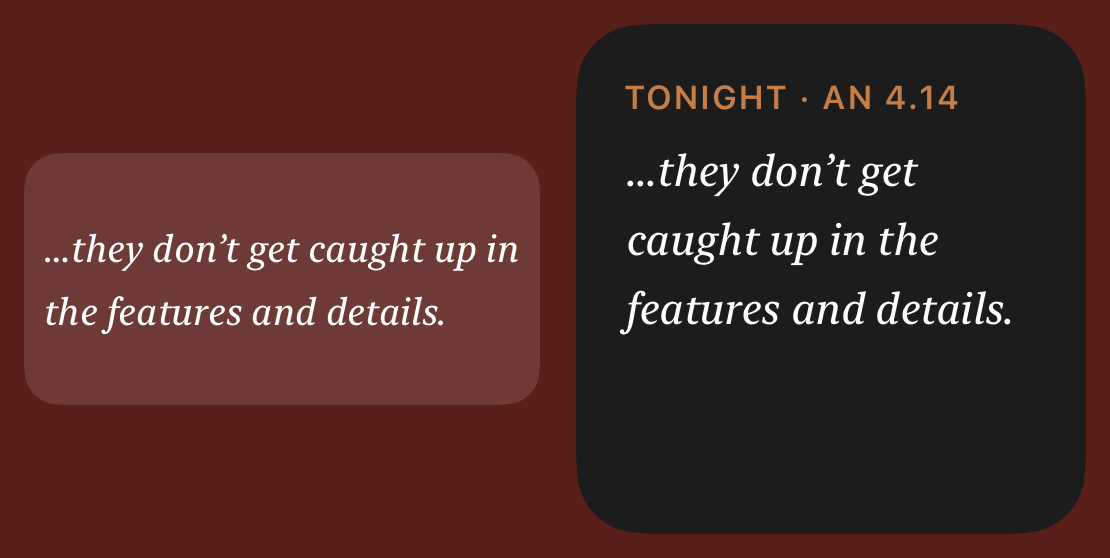 ...they don’t get caught up in
the features and details.
TONIGHT · AN 4.14
...they don’t get
caught up in the
features and details.